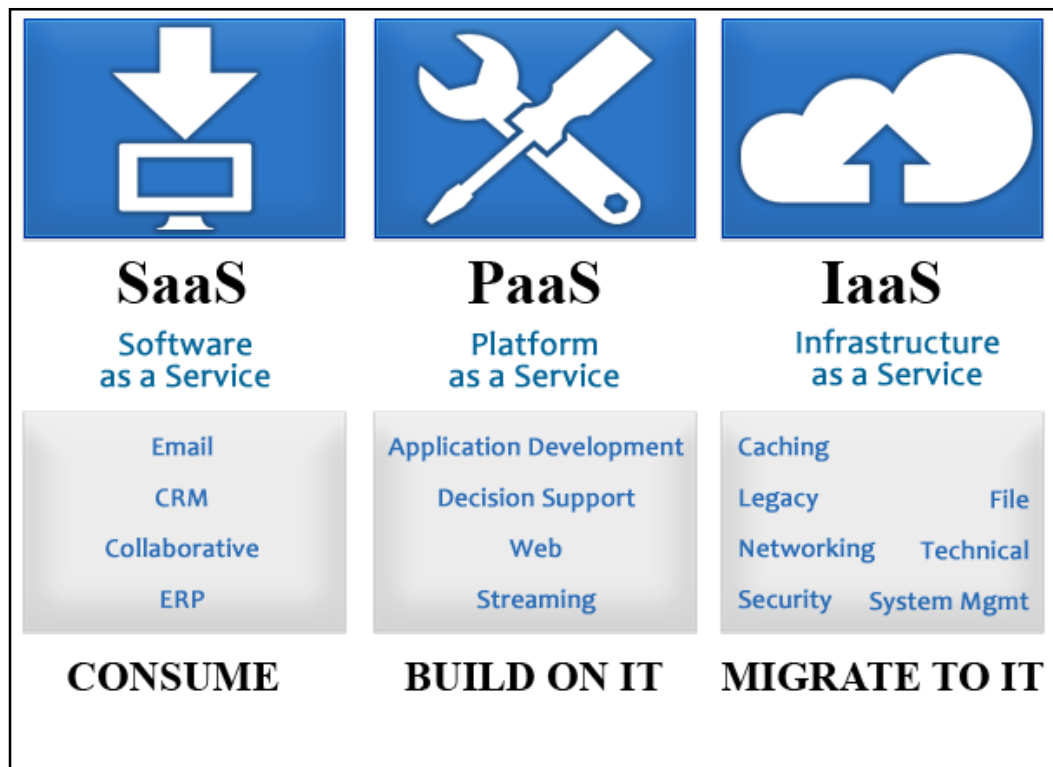 SaaS
Software
as a Service
Email
CRM
Collaborative
ERP
CONSUME
PaaS
Platform
as a Service
Application Development
Decision Support
Web
Streaming
BUILD ON IT
IaaS
Infrastructure
as a Service
Caching
Legacy File
Networking Technical
Security System Mgmt
MIGRATE TO IT